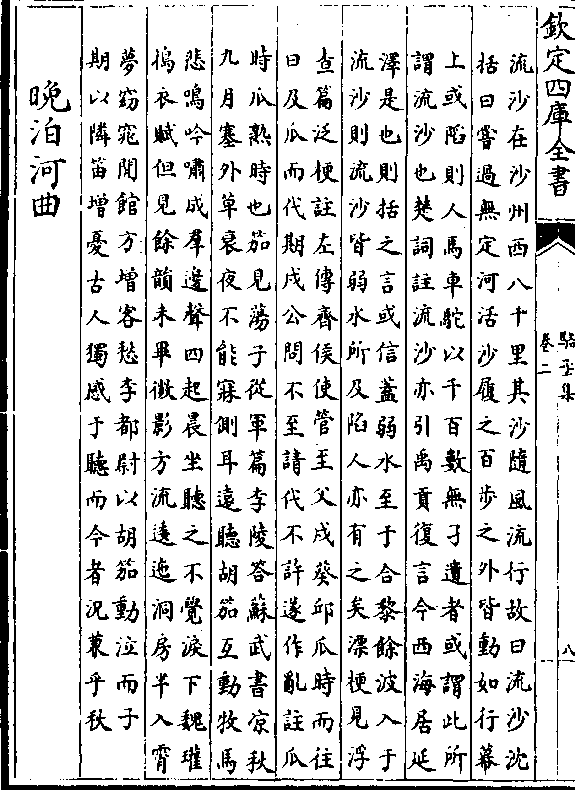 欽定四庫全書
駱丞集
卷二
八
流沙在沙州西八十里其沙隨風流行故曰流沙沈
括曰嘗過無定河活沙履之百步之外皆動如行幕
上或陷則人馬車駝以千百數無孑遺者或謂此所
謂流沙也楚詞註流沙亦引禹貢復言今西海居延
澤是也則括之言或信蓋弱水至于合黎餘波入于
流沙則流沙皆弱水所及陷人亦有之矣漂梗見浮
查篇泛梗註左傳齊侯使管至父戍葵邱瓜時而往
曰及瓜而代期戍公問不至請代不許遂作亂註瓜
時瓜熟時也笳見蕩子從軍篇李陵答蘇武書凉秋
九月塞外草衰夜不能寐側耳遠聽胡笳互動牧馬
悲鳴吟嘯成羣邊聲四起晨坐聽之不覺淚下魏璀
搗衣賦但見餘韻未畢微影方流逶迤洞房半入宵
夢窈窕閒館方增客愁李都尉以胡笳動泣而子
期以隣笛增憂古人獨感于聽而今者況兼乎秋
晚泊河曲